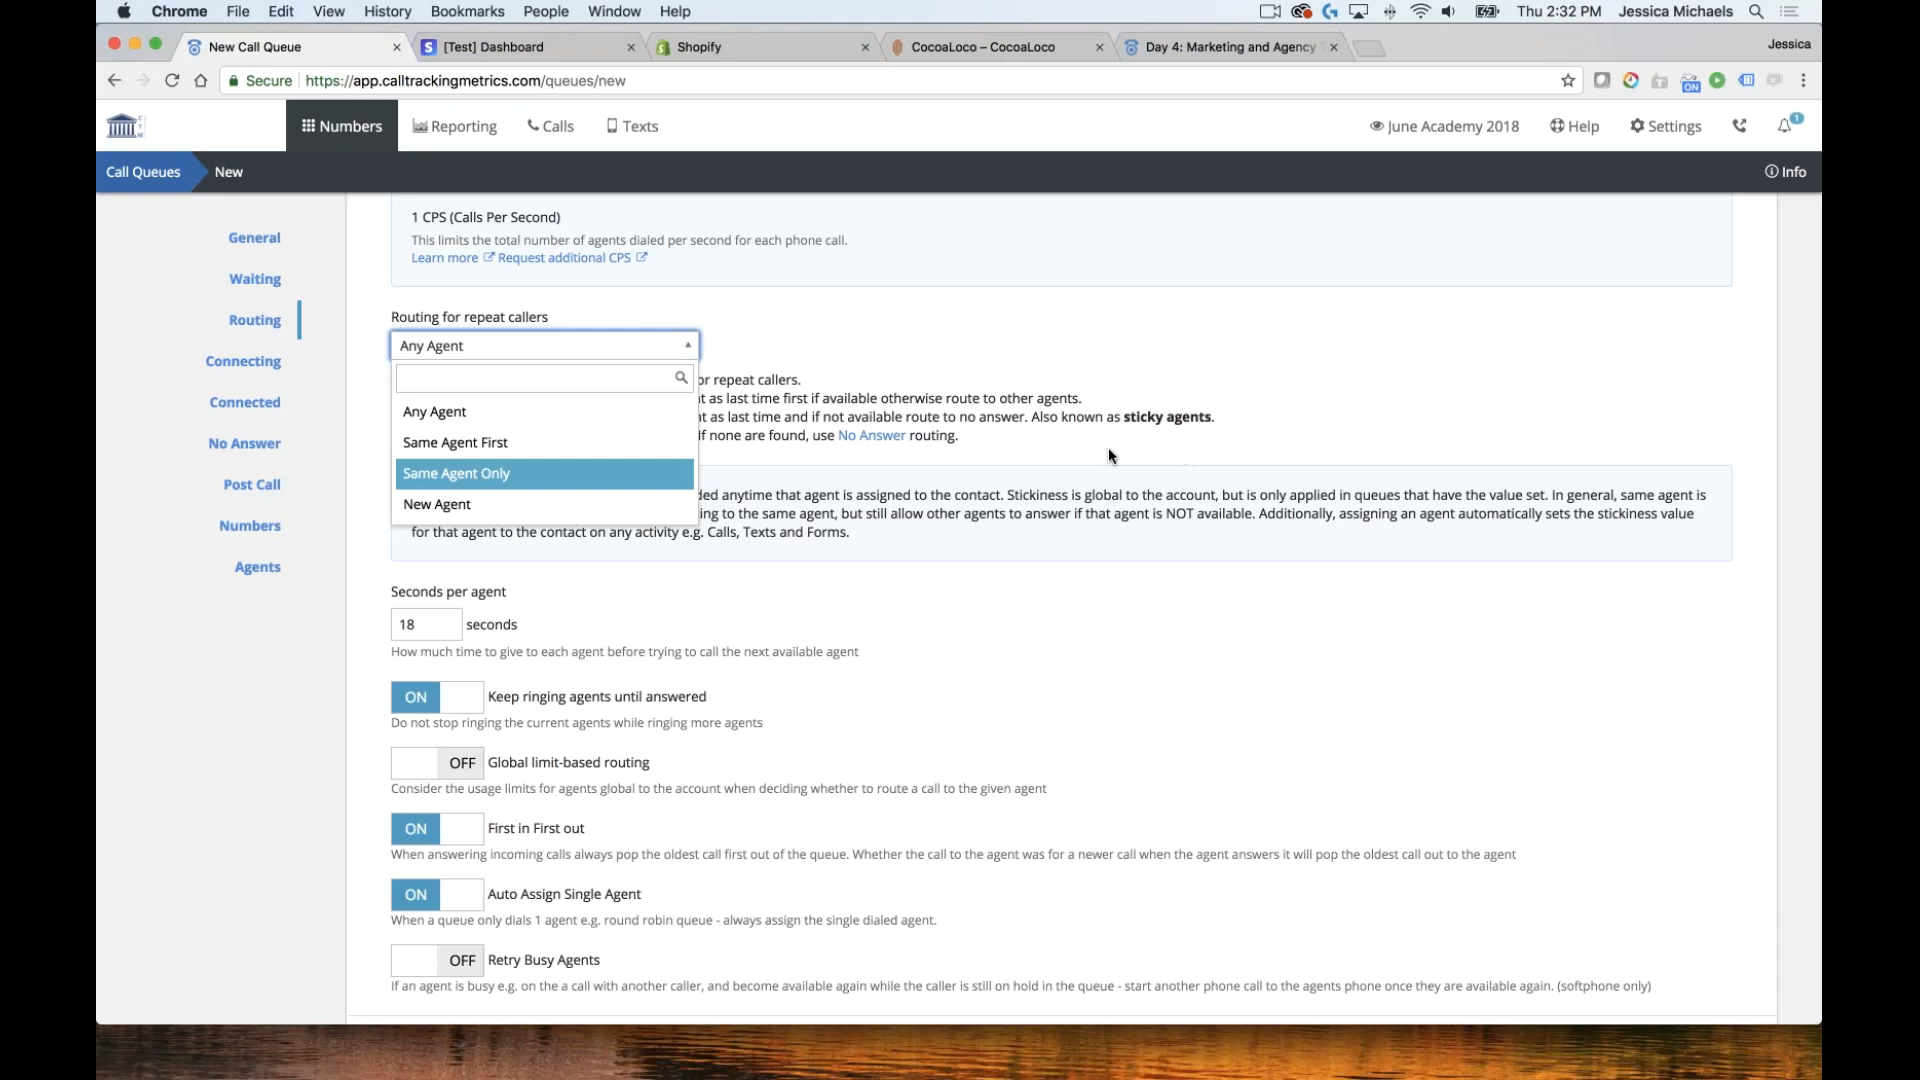 Chrome File Edit View History Bookmarks People Window Help Thu 2:32 PM Jessica Michaels
New Call Queue [Test] Dashboard Shopify CocoaLoco – CocoaLoco Day 4: Marketing and Agency Jessica
Secure https://app.calltrackingmetrics.com/queues/new ON
Numbers Reporting Calls Texts June Academy 2018 Help Settings 1
Call Queues New Info
General
Waiting
Routing
Connecting
Connected
No Answer
Post Call
Numbers
Agents
1 CPS (Calls Per Second)
This limits the total number of agents dialed per second for each phone call.
Learn more Request additional CPS
Routing for repeat callers
Any Agent
Any Agent
Same Agent First
Same Agent Only
New Agent
or repeat callers.
t as last time first if available otherwise route to other agents.
t as last time and if not available route to no answer. Also known as sticky agents.
If none are found, use No Answer routing.
ded anytime that agent is assigned to the contact. Stickiness is global to the account, but is only applied in queues that have the value set. In general, same agent is
ing to the same agent, but still allow other agents to answer if that agent is NOT available. Additionally, assigning an agent automatically sets the stickiness value
for that agent to the contact on any activity e.g. Calls, Texts and Forms.
Seconds per agent
18 seconds
How much time to give to each agent before trying to call the next available agent
ON Keep ringing agents until answered
Do not stop ringing the current agents while ringing more agents
OFF Global limit-based routing
Consider the usage limits for agents global to the account when deciding whether to route a call to the given agent
ON First in First out
When answering incoming calls always pop the oldest call first out of the queue. Whether the call to the agent was for a newer call when the agent answers it will pop the oldest call out to the agent
ON Auto Assign Single Agent
When a queue only dials 1 agent e.g. round robin queue - always assign the single dialed agent.
OFF Retry Busy Agents
If an agent is busy e.g. on the a call with another caller, and become available again while the caller is still on hold in the queue - start another phone call to the agents phone once they are available again. (softphone only)